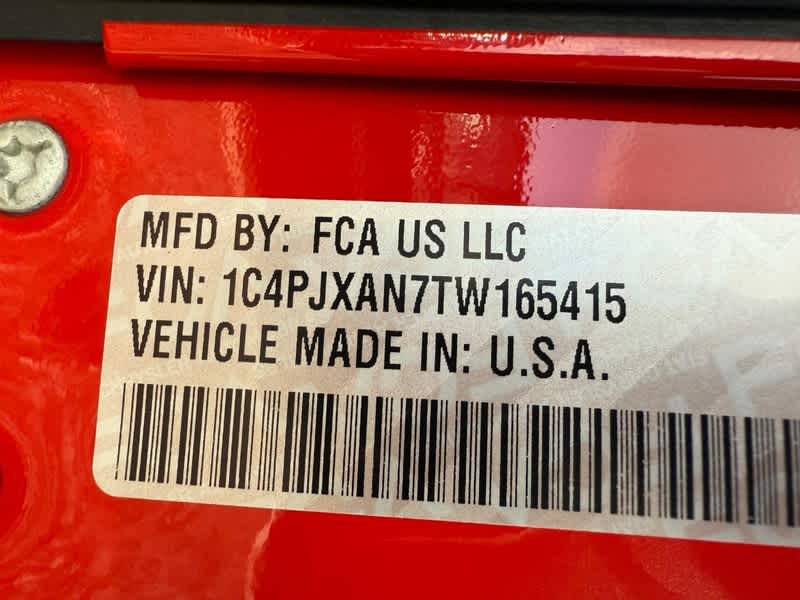 MFD BY: FCA US LLC
VIN: 1C4PJXAN7TW165415
VEHICLE MADE IN: U.S.A.